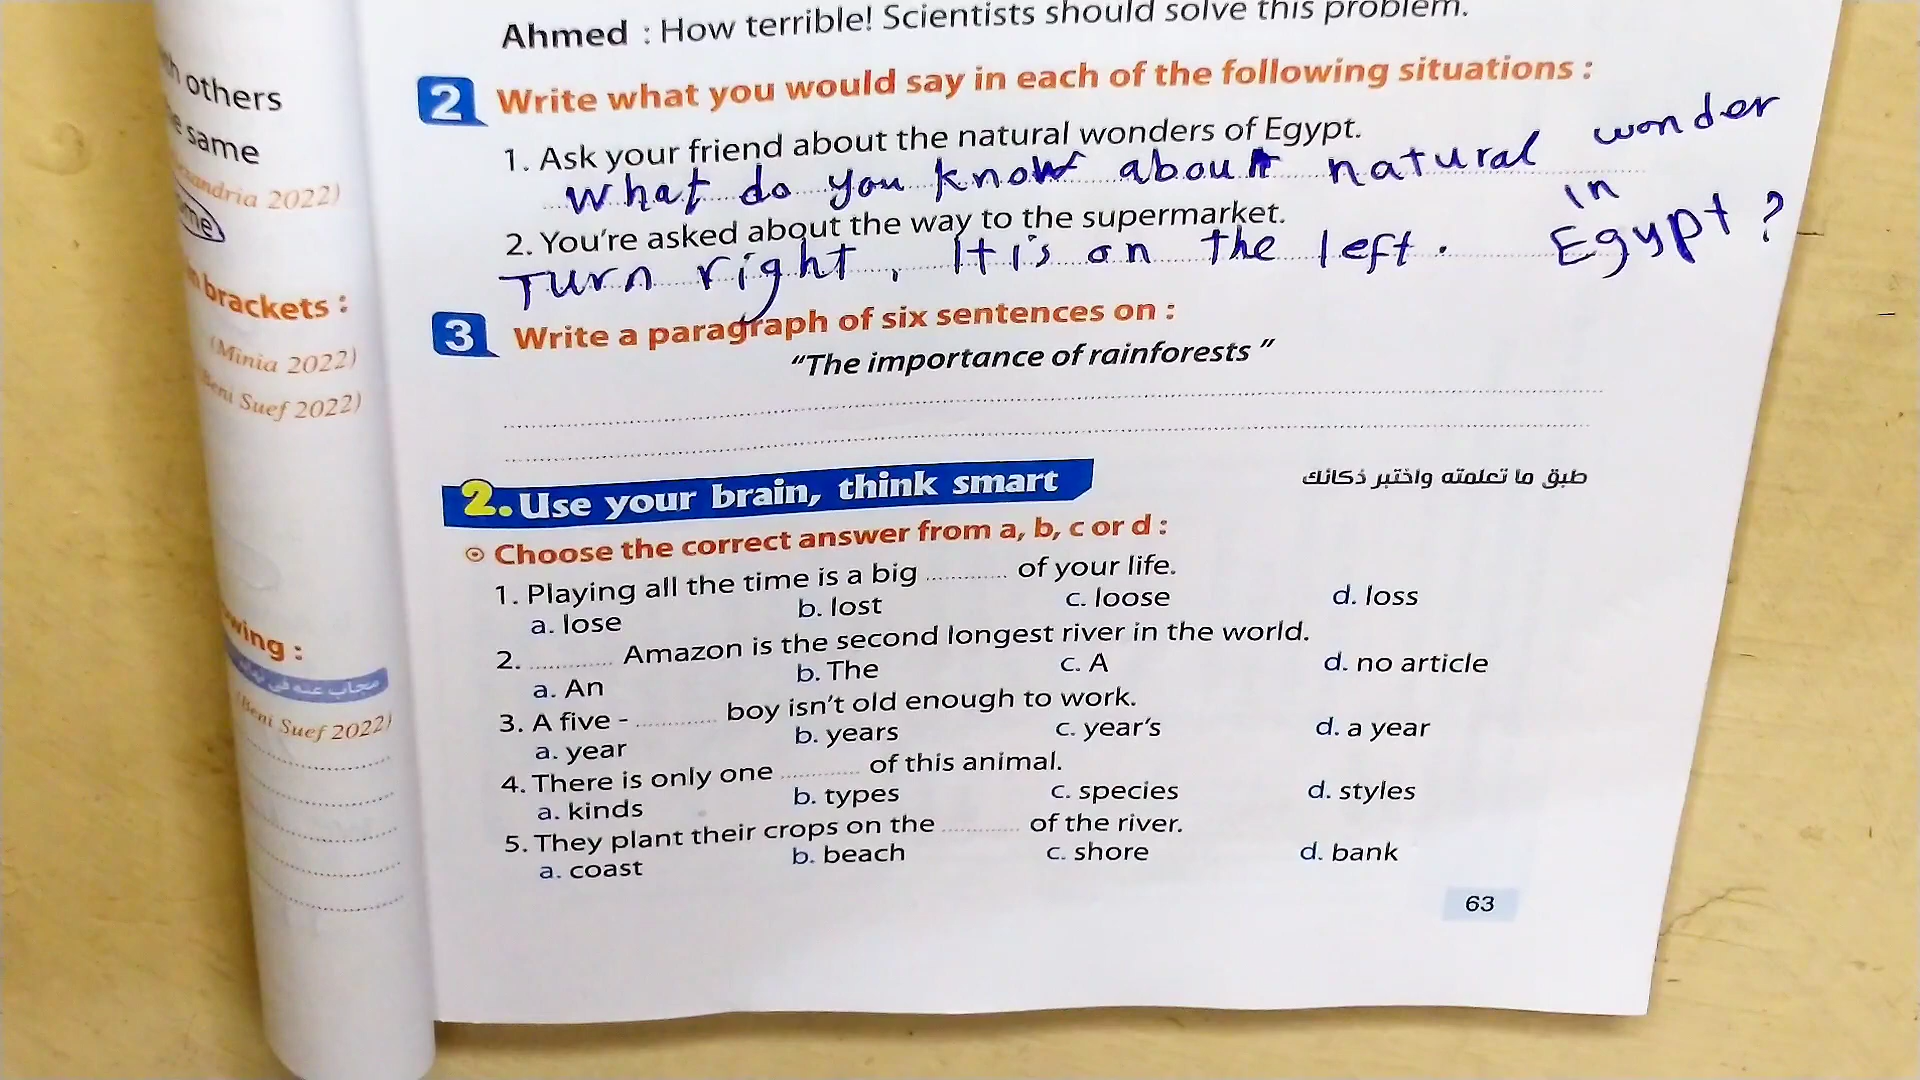 Ahmed : How terrible! Scientists should solve this problem.
2 Write what you would say in each of the following situations :
1. Ask your friend about the natural wonders of Egypt.
What do you know about natural wonder
in
Egypt ?
2. You're asked about the way to the supermarket.
Turn right , It is on the left .
3 Write a paragraph of six sentences on :
"The importance of rainforests "
2. Use your brain, think smart
طبق ما تعلمته واختبر ذكائك
Choose the correct answer from a, b, c or d :
1. Playing all the time is a big ............ of your life.
a. lose b. lost c. loose d. loss
2. ............ Amazon is the second longest river in the world.
a. An b. The c. A d. no article
3. A five - ............ boy isn't old enough to work.
a. year b. years c. year's d. a year
4. There is only one ............ of this animal.
a. kinds b. types c. species d. styles
5. They plant their crops on the ............ of the river.
a. coast b. beach c. shore d. bank
63
others
same
2022)
brackets :
(Minia 2022)
Beni Suef 2022)
wing :
مجاب عنه في
(Beni Suef 2022)